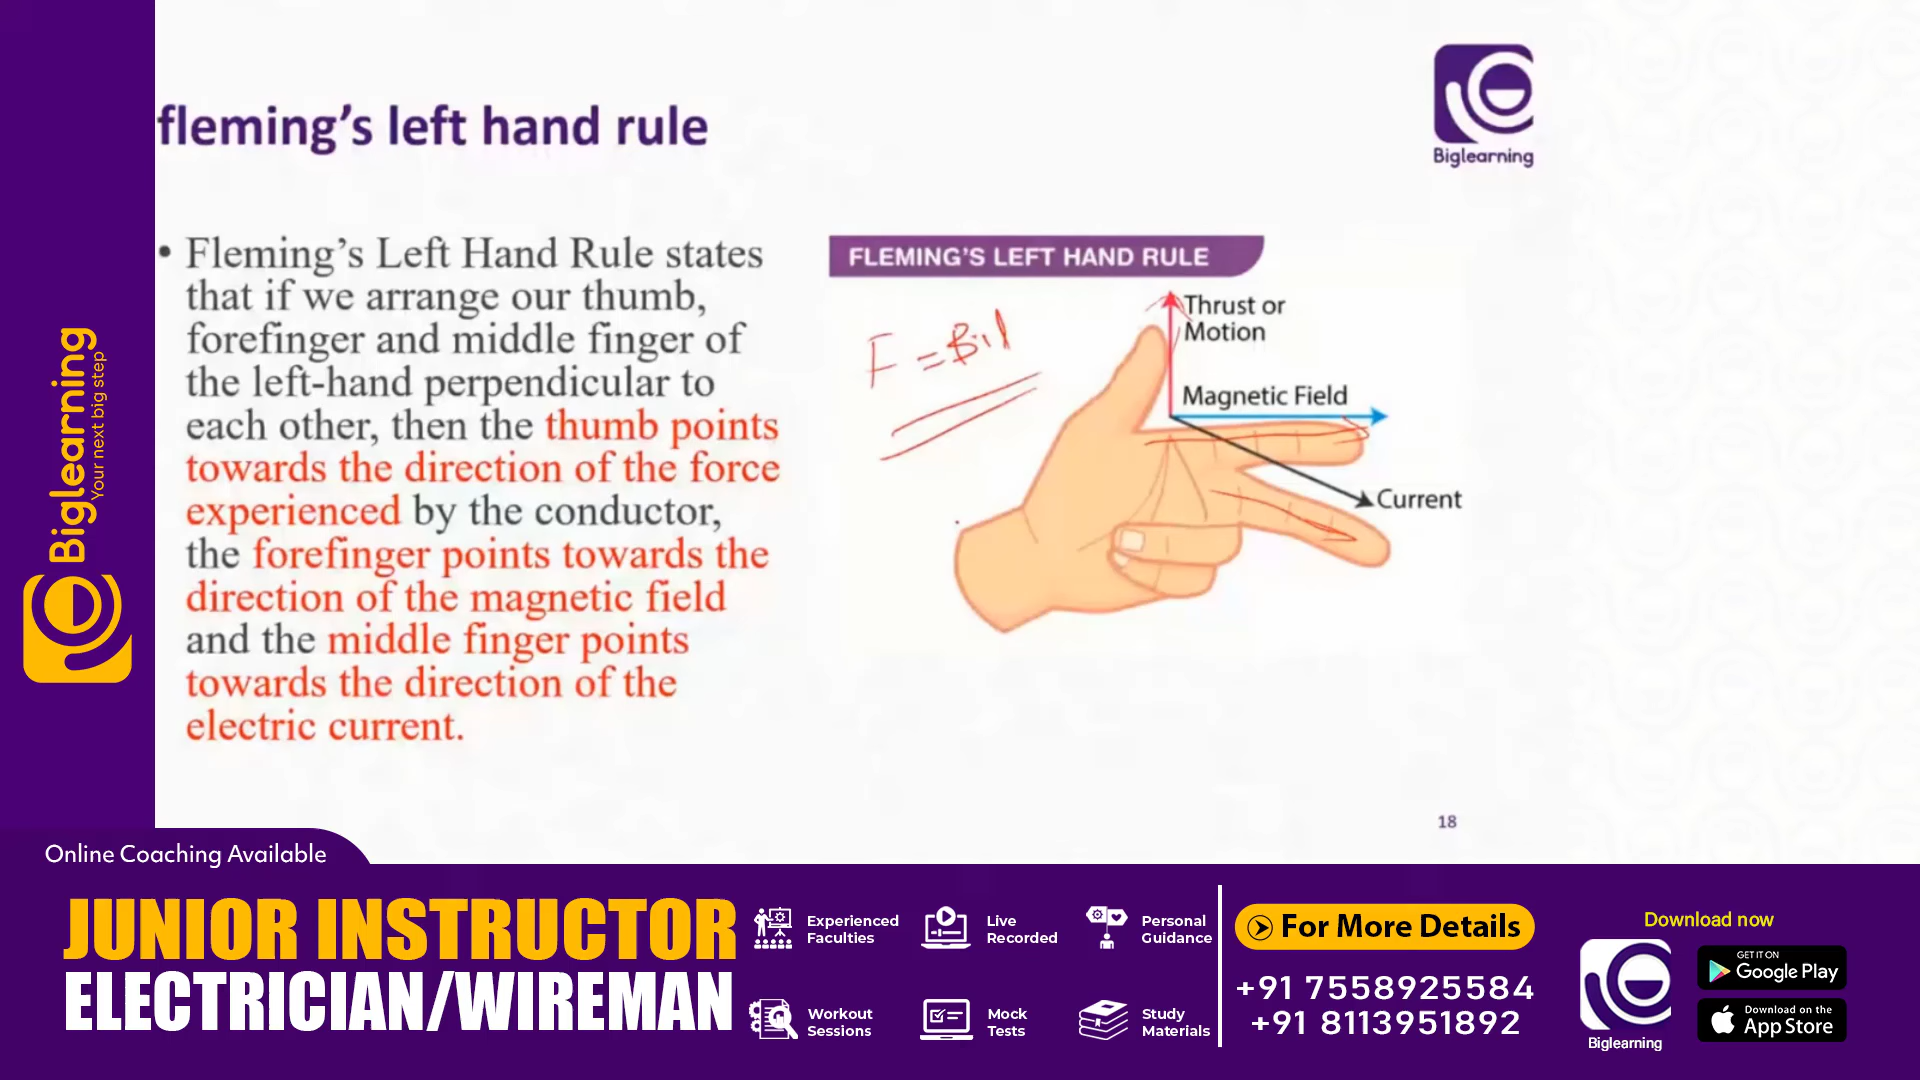 fleming’s left hand rule
Biglearning
• Fleming’s Left Hand Rule states
that if we arrange our thumb,
forefinger and middle finger of
the left-hand perpendicular to
each other, then the thumb points
towards the direction of the force
experienced by the conductor,
the forefinger points towards the
direction of the magnetic field
and the middle finger points
towards the direction of the
electric current.
FLEMING’S LEFT HAND RULE
Thrust or
Motion
F = Bil
Magnetic Field
Current
18
Biglearning
Your next big step
Online Coaching Available
JUNIOR INSTRUCTOR
ELECTRICIAN/WIREMAN
Experienced
Faculties
Live
Recorded
Personal
Guidance
Workout
Sessions
Mock
Tests
Study
Materials
For More Details
+91 7558925584
+91 8113951892
Download now
Biglearning
GET IT ON
Google Play
Download on the
App Store